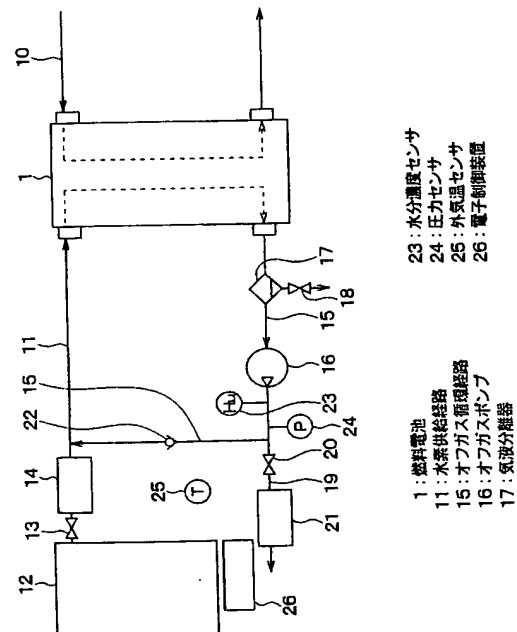 10
1
11
17
18
15
16
15
22
Hu
23
P
24
14
25
T
20
19
13
21
12
26
1：燃料電池
11：水素供給経路
15：オフガス循環経路
16：オフガスポンプ
17：気液分離器
23：水分濃度センサ
24：圧力センサ
25：外気温センサ
26：電子制御装置